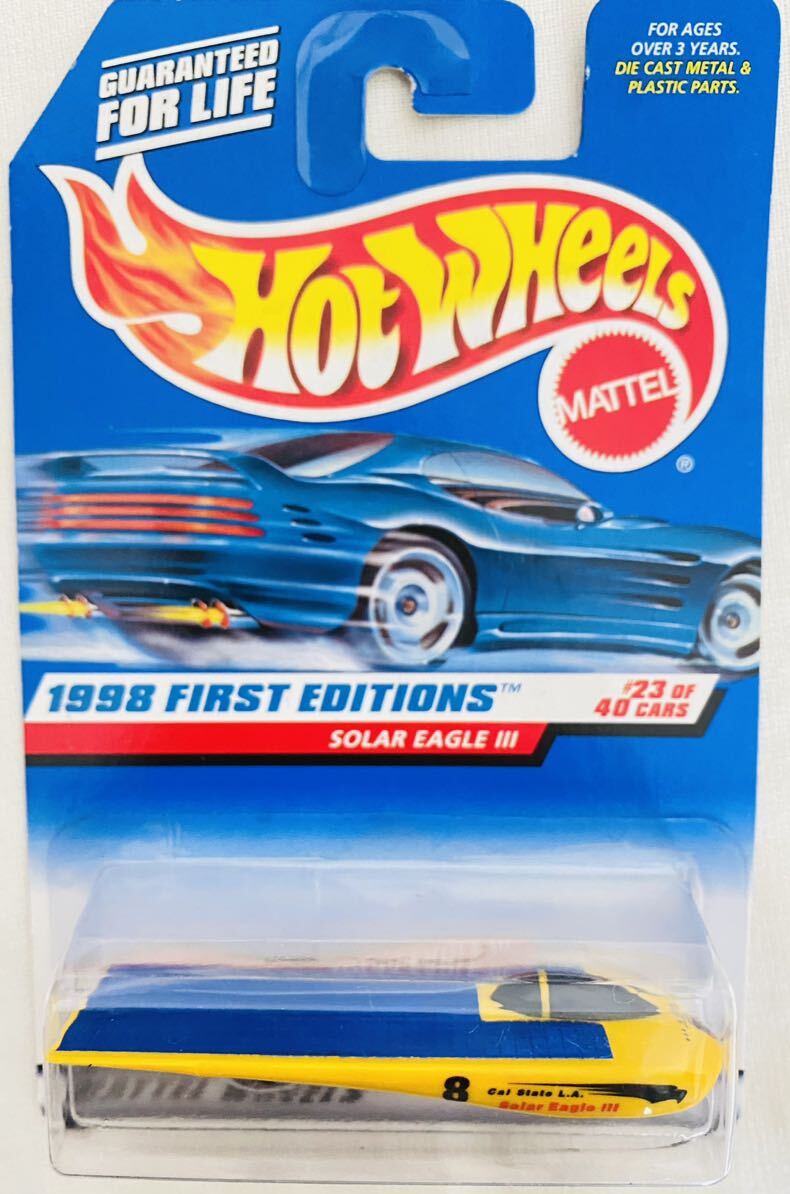 GUARANTEED
FOR LIFE
FOR AGES
OVER 3 YEARS.
DIE CAST METAL &
PLASTIC PARTS.
HOT WHEELS
MATTEL
®
1998 FIRST EDITIONS™
#23 OF
40 CARS
SOLAR EAGLE III
8
Cal State L.A.
Solar Eagle III